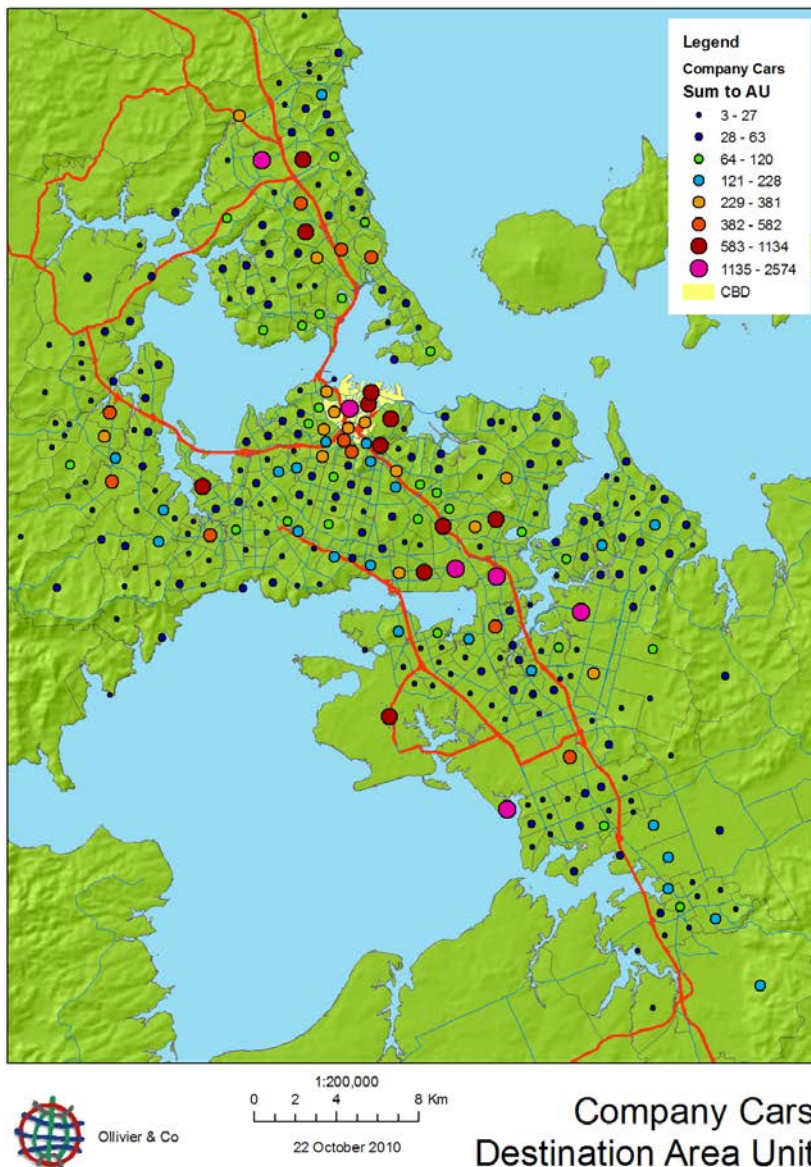 Legend
Company Cars
Sum to AU
3 - 27
28 - 63
64 - 120
121 - 228
229 - 381
382 - 582
583 - 1134
1135 - 2574
CBD
1:200,000
0 2 4 8 Km
Ollivier & Co
22 October 2010
Company Cars
Destination Area Unit